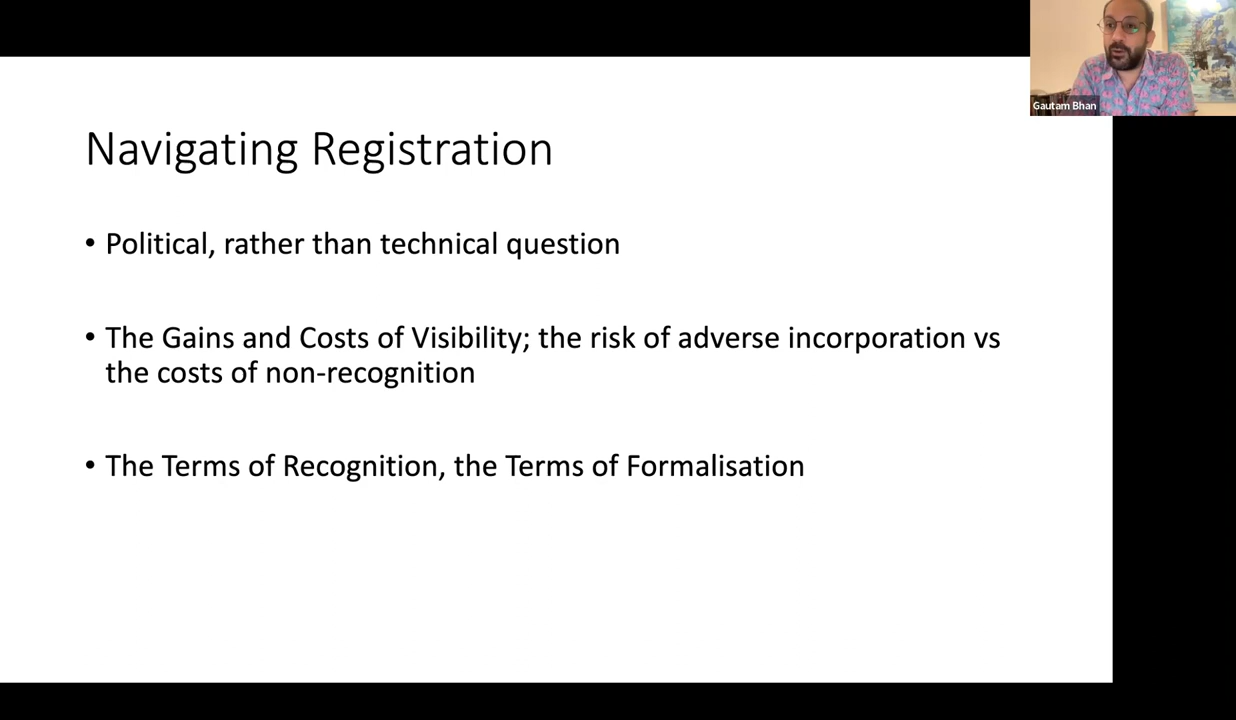 Gautam Bhan
Navigating Registration
• Political, rather than technical question
• The Gains and Costs of Visibility; the risk of adverse incorporation vs
the costs of non-recognition
• The Terms of Recognition, the Terms of Formalisation